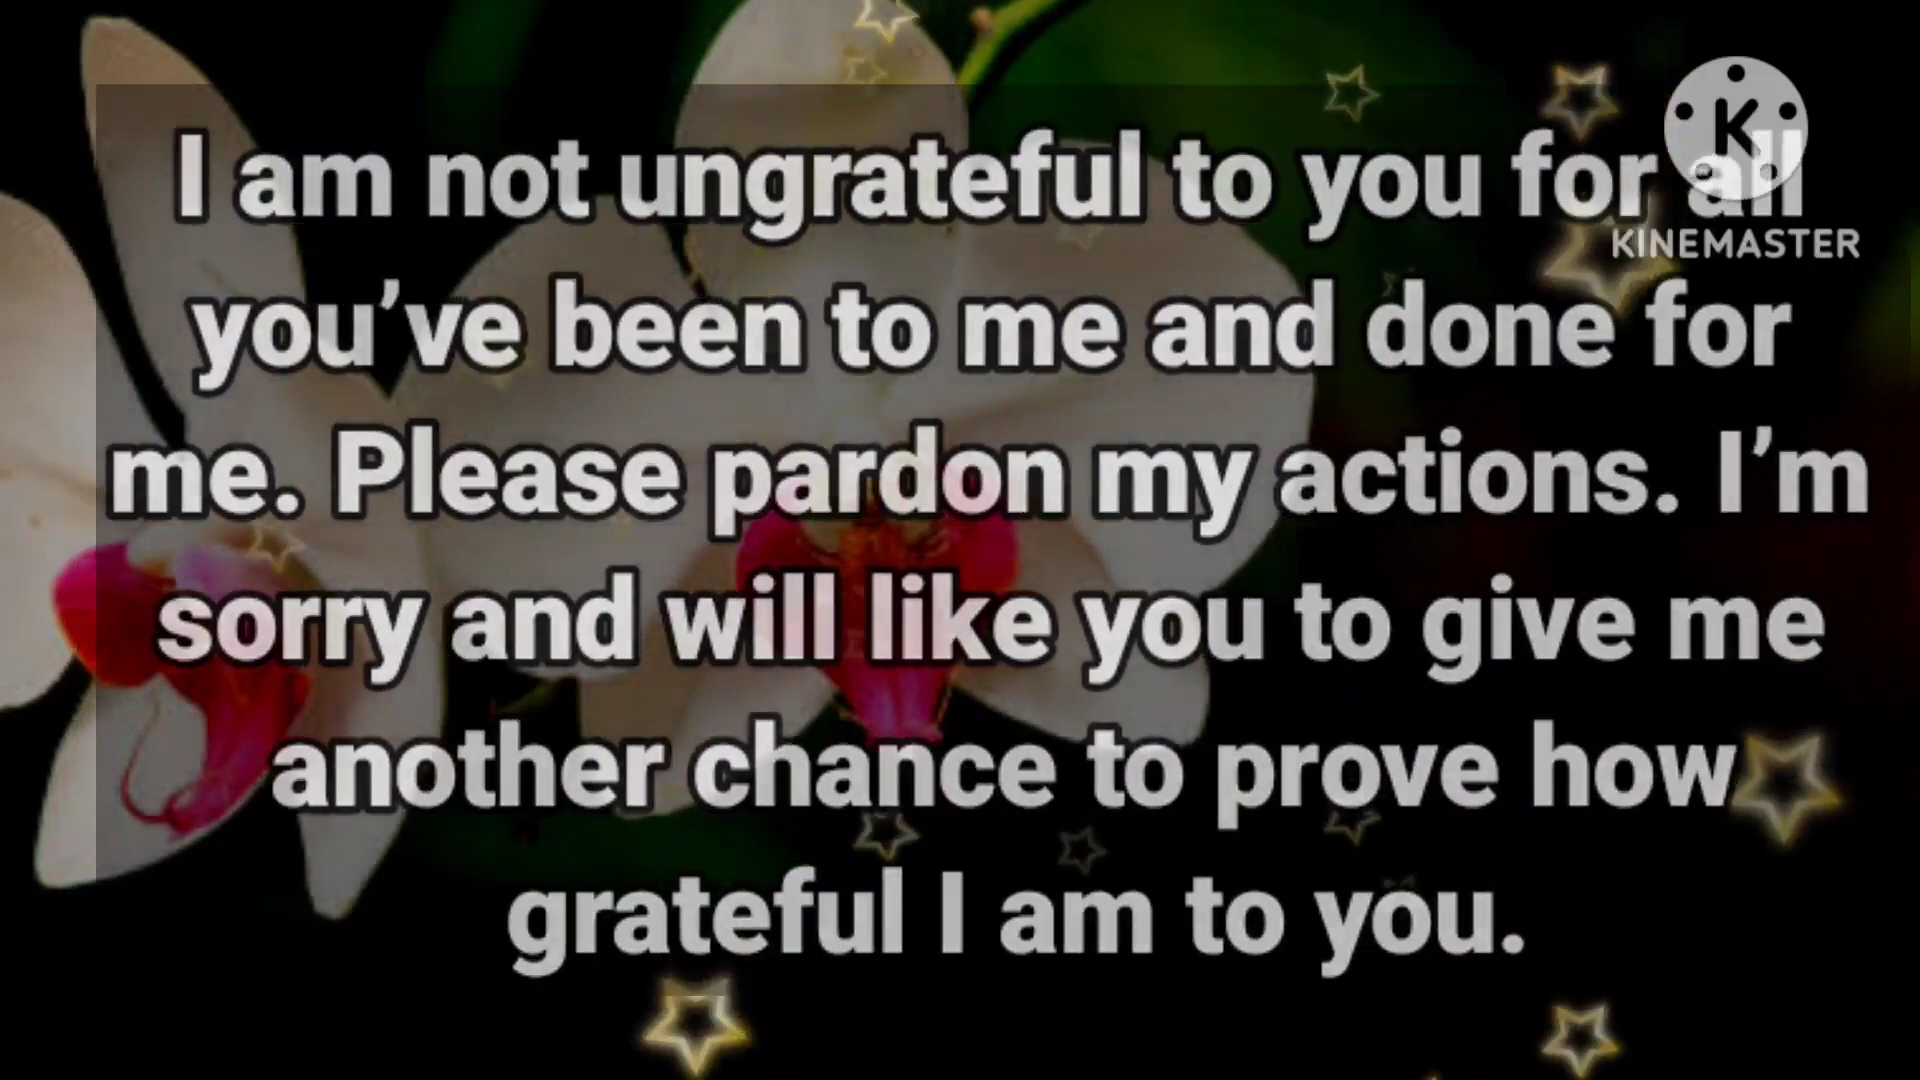 I am not ungrateful to you for all
you’ve been to me and done for
me. Please pardon my actions. I’m
sorry and will like you to give me
another chance to prove how
grateful I am to you.
K
KINEMASTER